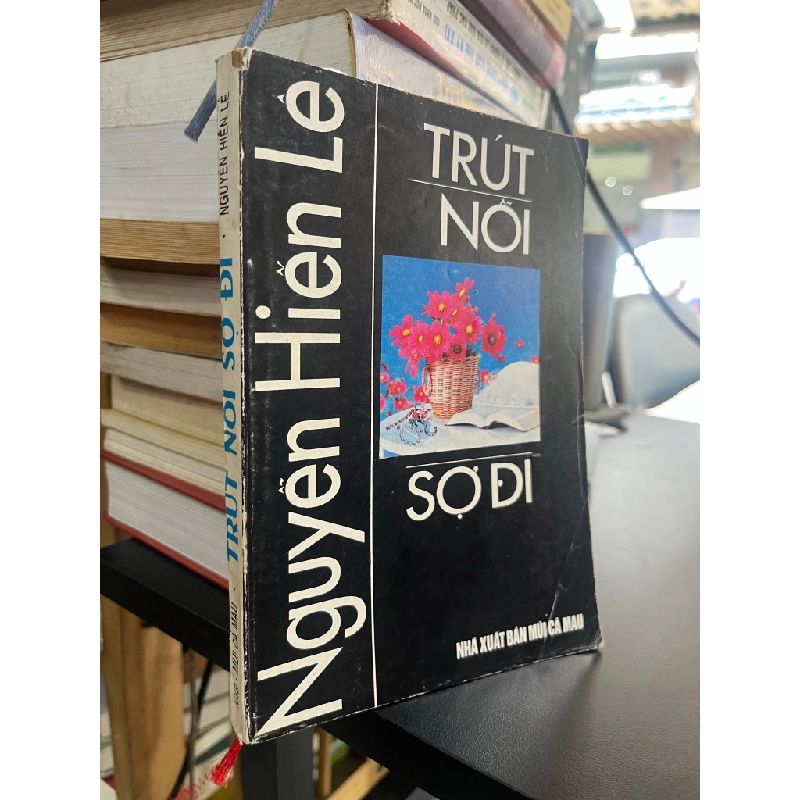 Nguyễn Hiến Lê
TRÚT
NỖI
SỢ ĐI
NHÀ XUẤT BẢN MŨI CÀ MAU
NGUYỄN HIẾN LÊ
TRÚT NỖI SỢ ĐI